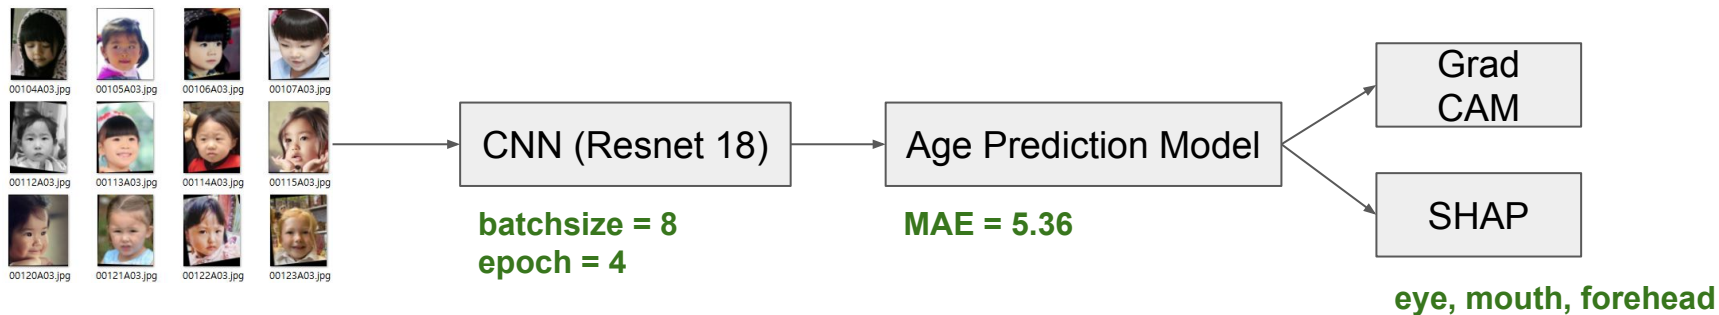 00104A03.jpg 00105A03.jpg 00106A03.jpg 00107A03.jpg
00112A03.jpg 00113A03.jpg 00114A03.jpg 00115A03.jpg
00120A03.jpg 00121A03.jpg 00122A03.jpg 00123A03.jpg
CNN (Resnet 18)
batchsize = 8
epoch = 4
Age Prediction Model
MAE = 5.36
Grad
CAM
SHAP
eye, mouth, forehead